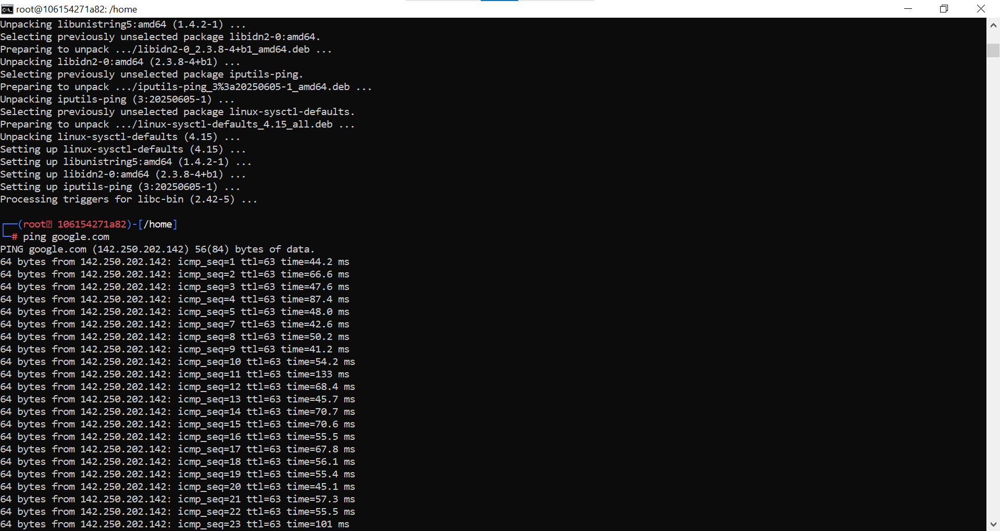 root@106154271a82: /home
Unpacking libunistring5:amd64 (1.4.2-1) ...
Selecting previously unselected package libidn2-0:amd64.
Preparing to unpack .../libidn2-0_2.3.8-4+b1_amd64.deb ...
Unpacking libidn2-0:amd64 (2.3.8-4+b1) ...
Selecting previously unselected package iputils-ping.
Preparing to unpack .../iputils-ping_3%3a20250605-1_amd64.deb ...
Unpacking iputils-ping (3:20250605-1) ...
Selecting previously unselected package linux-sysctl-defaults.
Preparing to unpack .../linux-sysctl-defaults_4.15_all.deb ...
Unpacking linux-sysctl-defaults (4.15) ...
Setting up linux-sysctl-defaults (4.15) ...
Setting up libunistring5:amd64 (1.4.2-1) ...
Setting up libidn2-0:amd64 (2.3.8-4+b1) ...
Setting up iputils-ping (3:20250605-1) ...
Processing triggers for libc-bin (2.42-5) ...
┌──(root 106154271a82)-[/home]
└─# ping google.com
PING google.com (142.250.202.142) 56(84) bytes of data.
64 bytes from 142.250.202.142: icmp_seq=1 ttl=63 time=44.2 ms
64 bytes from 142.250.202.142: icmp_seq=2 ttl=63 time=66.6 ms
64 bytes from 142.250.202.142: icmp_seq=3 ttl=63 time=47.6 ms
64 bytes from 142.250.202.142: icmp_seq=4 ttl=63 time=87.4 ms
64 bytes from 142.250.202.142: icmp_seq=5 ttl=63 time=48.0 ms
64 bytes from 142.250.202.142: icmp_seq=7 ttl=63 time=42.6 ms
64 bytes from 142.250.202.142: icmp_seq=8 ttl=63 time=50.2 ms
64 bytes from 142.250.202.142: icmp_seq=9 ttl=63 time=41.2 ms
64 bytes from 142.250.202.142: icmp_seq=10 ttl=63 time=54.2 ms
64 bytes from 142.250.202.142: icmp_seq=11 ttl=63 time=133 ms
64 bytes from 142.250.202.142: icmp_seq=12 ttl=63 time=68.4 ms
64 bytes from 142.250.202.142: icmp_seq=13 ttl=63 time=45.7 ms
64 bytes from 142.250.202.142: icmp_seq=14 ttl=63 time=70.7 ms
64 bytes from 142.250.202.142: icmp_seq=15 ttl=63 time=70.6 ms
64 bytes from 142.250.202.142: icmp_seq=16 ttl=63 time=55.5 ms
64 bytes from 142.250.202.142: icmp_seq=17 ttl=63 time=67.8 ms
64 bytes from 142.250.202.142: icmp_seq=18 ttl=63 time=56.1 ms
64 bytes from 142.250.202.142: icmp_seq=19 ttl=63 time=55.4 ms
64 bytes from 142.250.202.142: icmp_seq=20 ttl=63 time=45.1 ms
64 bytes from 142.250.202.142: icmp_seq=21 ttl=63 time=57.3 ms
64 bytes from 142.250.202.142: icmp_seq=22 ttl=63 time=55.5 ms
64 bytes from 142.250.202.142: icmp_seq=23 ttl=63 time=101 ms